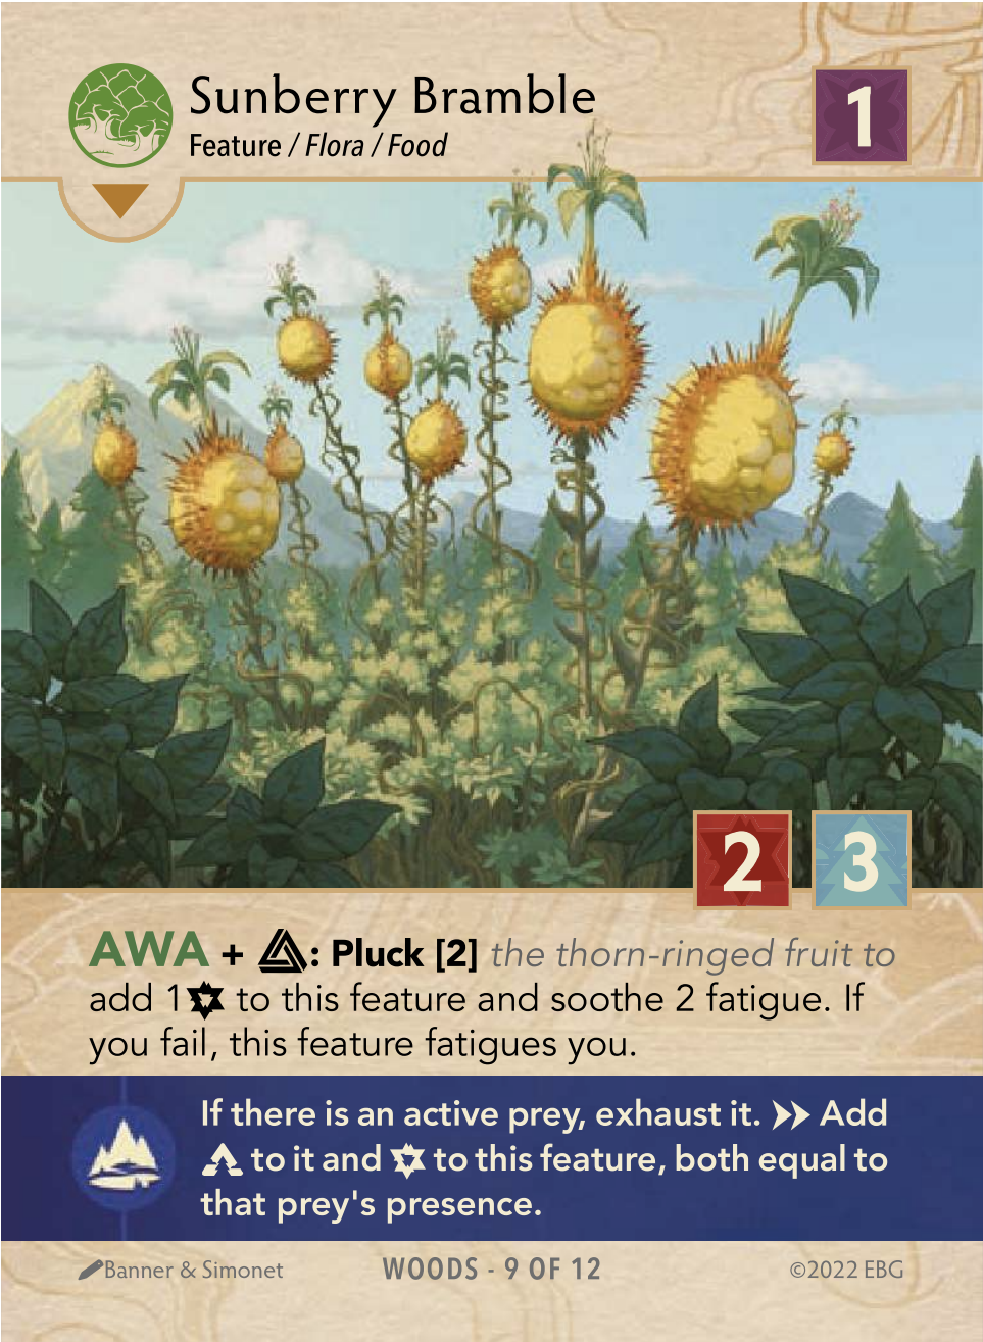 Sunberry Bramble
Feature / Flora / Food
1
2 3
AWA + : Pluck [2] the thorn-ringed fruit to
add 1 to this feature and soothe 2 fatigue. If
you fail, this feature fatigues you.
If there is an active prey, exhaust it. Add
to it and to this feature, both equal to
that prey's presence.
Banner & Simonet
WOODS - 9 OF 12
©2022 EBG